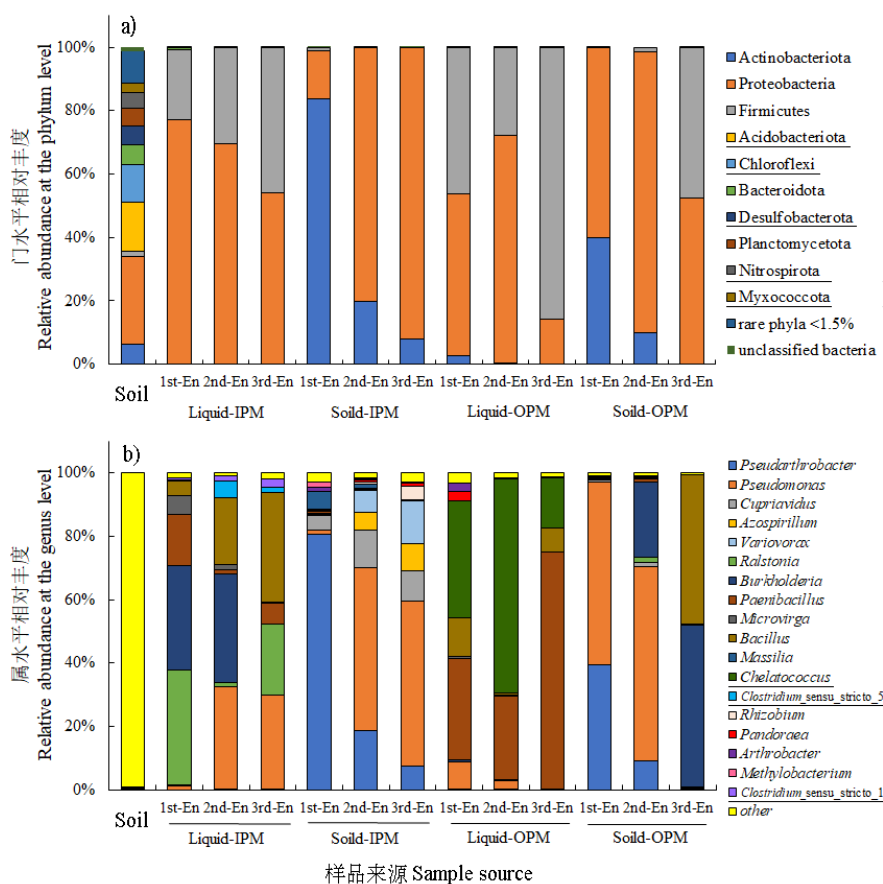 a)
门水平相对丰度
Relative abundance at the phylum level
100%
80%
60%
40%
20%
0%
Soil
1st-En 2nd-En 3rd-En 1st-En 2nd-En 3rd-En 1st-En 2nd-En 3rd-En 1st-En 2nd-En 3rd-En
Liquid-IPM Soild-IPM Liquid-OPM Soild-OPM
Actinobacteriota
Proteobacteria
Firmicutes
Acidobacteriota
Chloroflexi
Bacteroidota
Desulfobacterota
Planctomycetota
Nitrospirota
Myxococcota
rare phyla <1.5%
unclassified bacteria
b)
属水平相对丰度
Relative abundance at the genus level
100%
80%
60%
40%
20%
0%
Soil
1st-En 2nd-En 3rd-En 1st-En 2nd-En 3rd-En 1st-En 2nd-En 3rd-En 1st-En 2nd-En 3rd-En
Liquid-IPM Soild-IPM Liquid-OPM Soild-OPM
Pseudarthrobacter
Pseudomonas
Cupriavidus
Azospirillum
Variovorax
Ralstonia
Burkholderia
Paenibacillus
Microvirga
Bacillus
Massilia
Chelatococcus
Clostridium_sensu_stricto_5
Rhizobium
Pandoraea
Arthrobacter
Methylobacterium
Clostridium_sensu_stricto_1
other
样品来源 Sample source